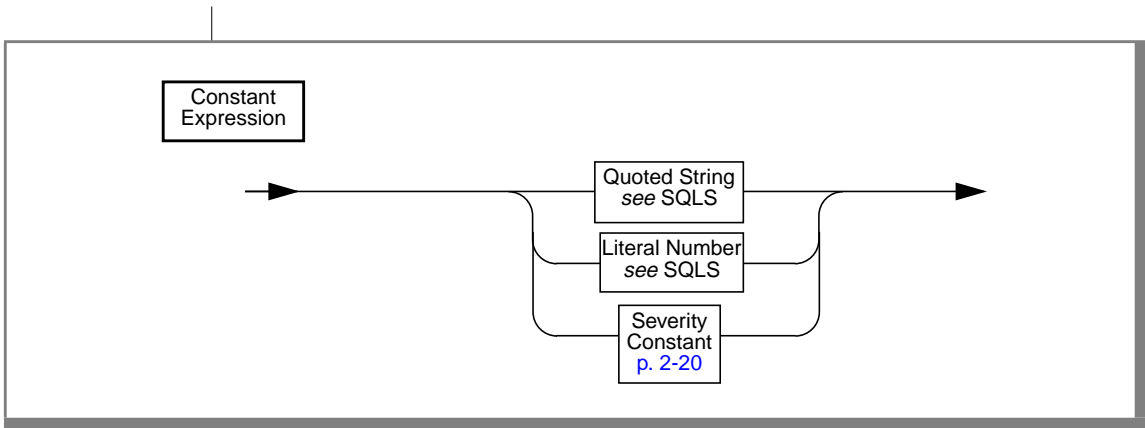 Constant
Expression
Quoted String
see SQLS
Literal Number
see SQLS
Severity
Constant
p. 2-20